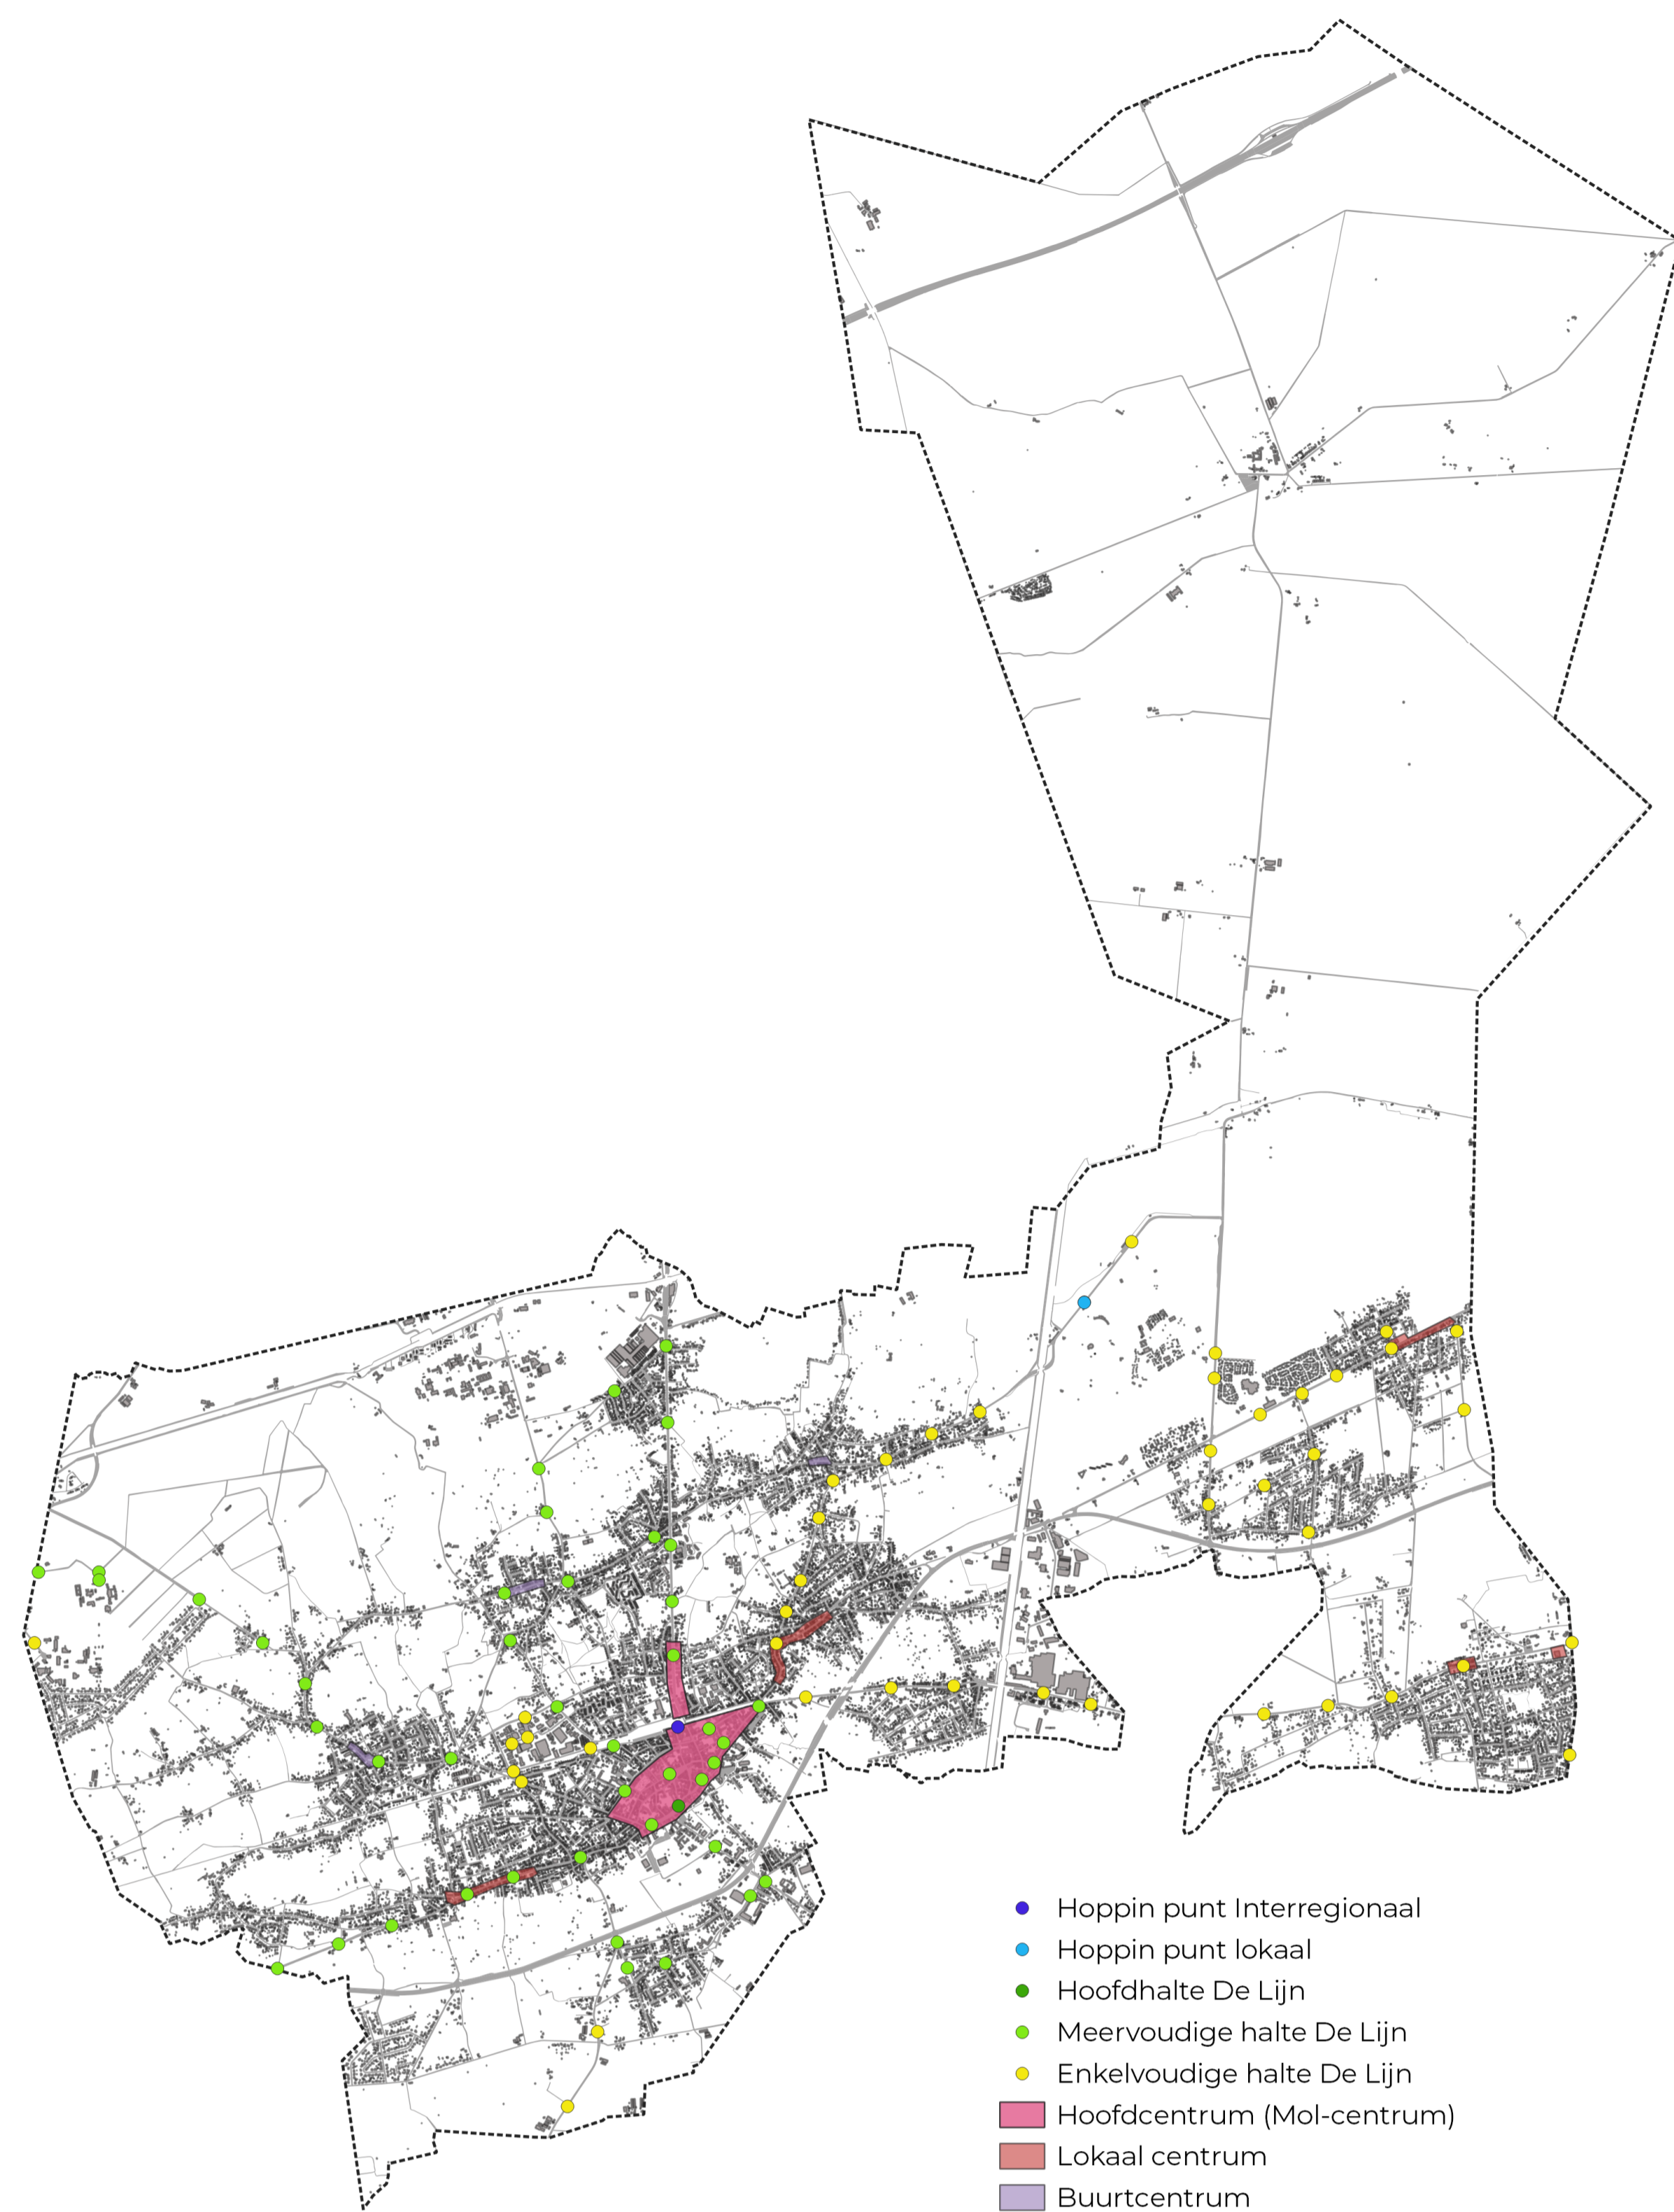 Hoppin punt Interregionaal
Hoppin punt lokaal
Hoofdhalte De Lijn
Meervoudige halte De Lijn
Enkelvoudige halte De Lijn
Hoofdcentrum (Mol-centrum)
Lokaal centrum
Buurtcentrum